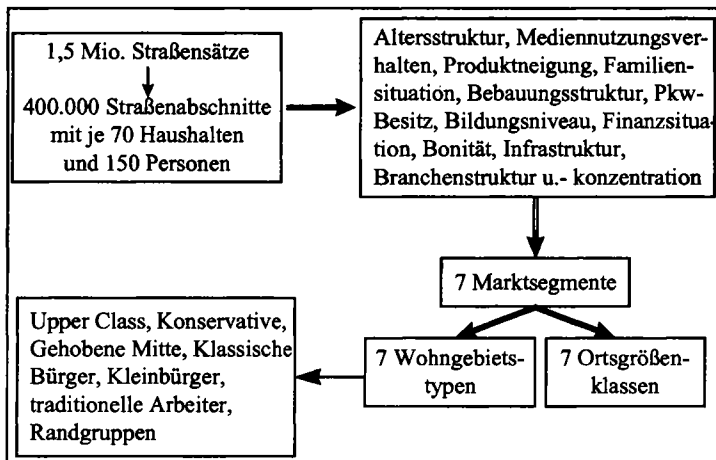 1,5 Mio. Straßensätze
400.000 Straßenabschnitte
mit je 70 Haushalten
und 150 Personen
Altersstruktur, Mediennutzungsver-
halten, Produktneigung, Familien-
situation, Bebauungsstruktur, Pkw-
Besitz, Bildungsniveau, Finanzsitua-
tion, Bonität, Infrastruktur,
Branchenstruktur u.- konzentration
7 Marktsegmente
7 Wohngebiets-
typen
7 Ortsgrößen-
klassen
Upper Class, Konservative,
Gehobene Mitte, Klassische
Bürger, Kleinbürger,
traditionelle Arbeiter,
Randgruppen